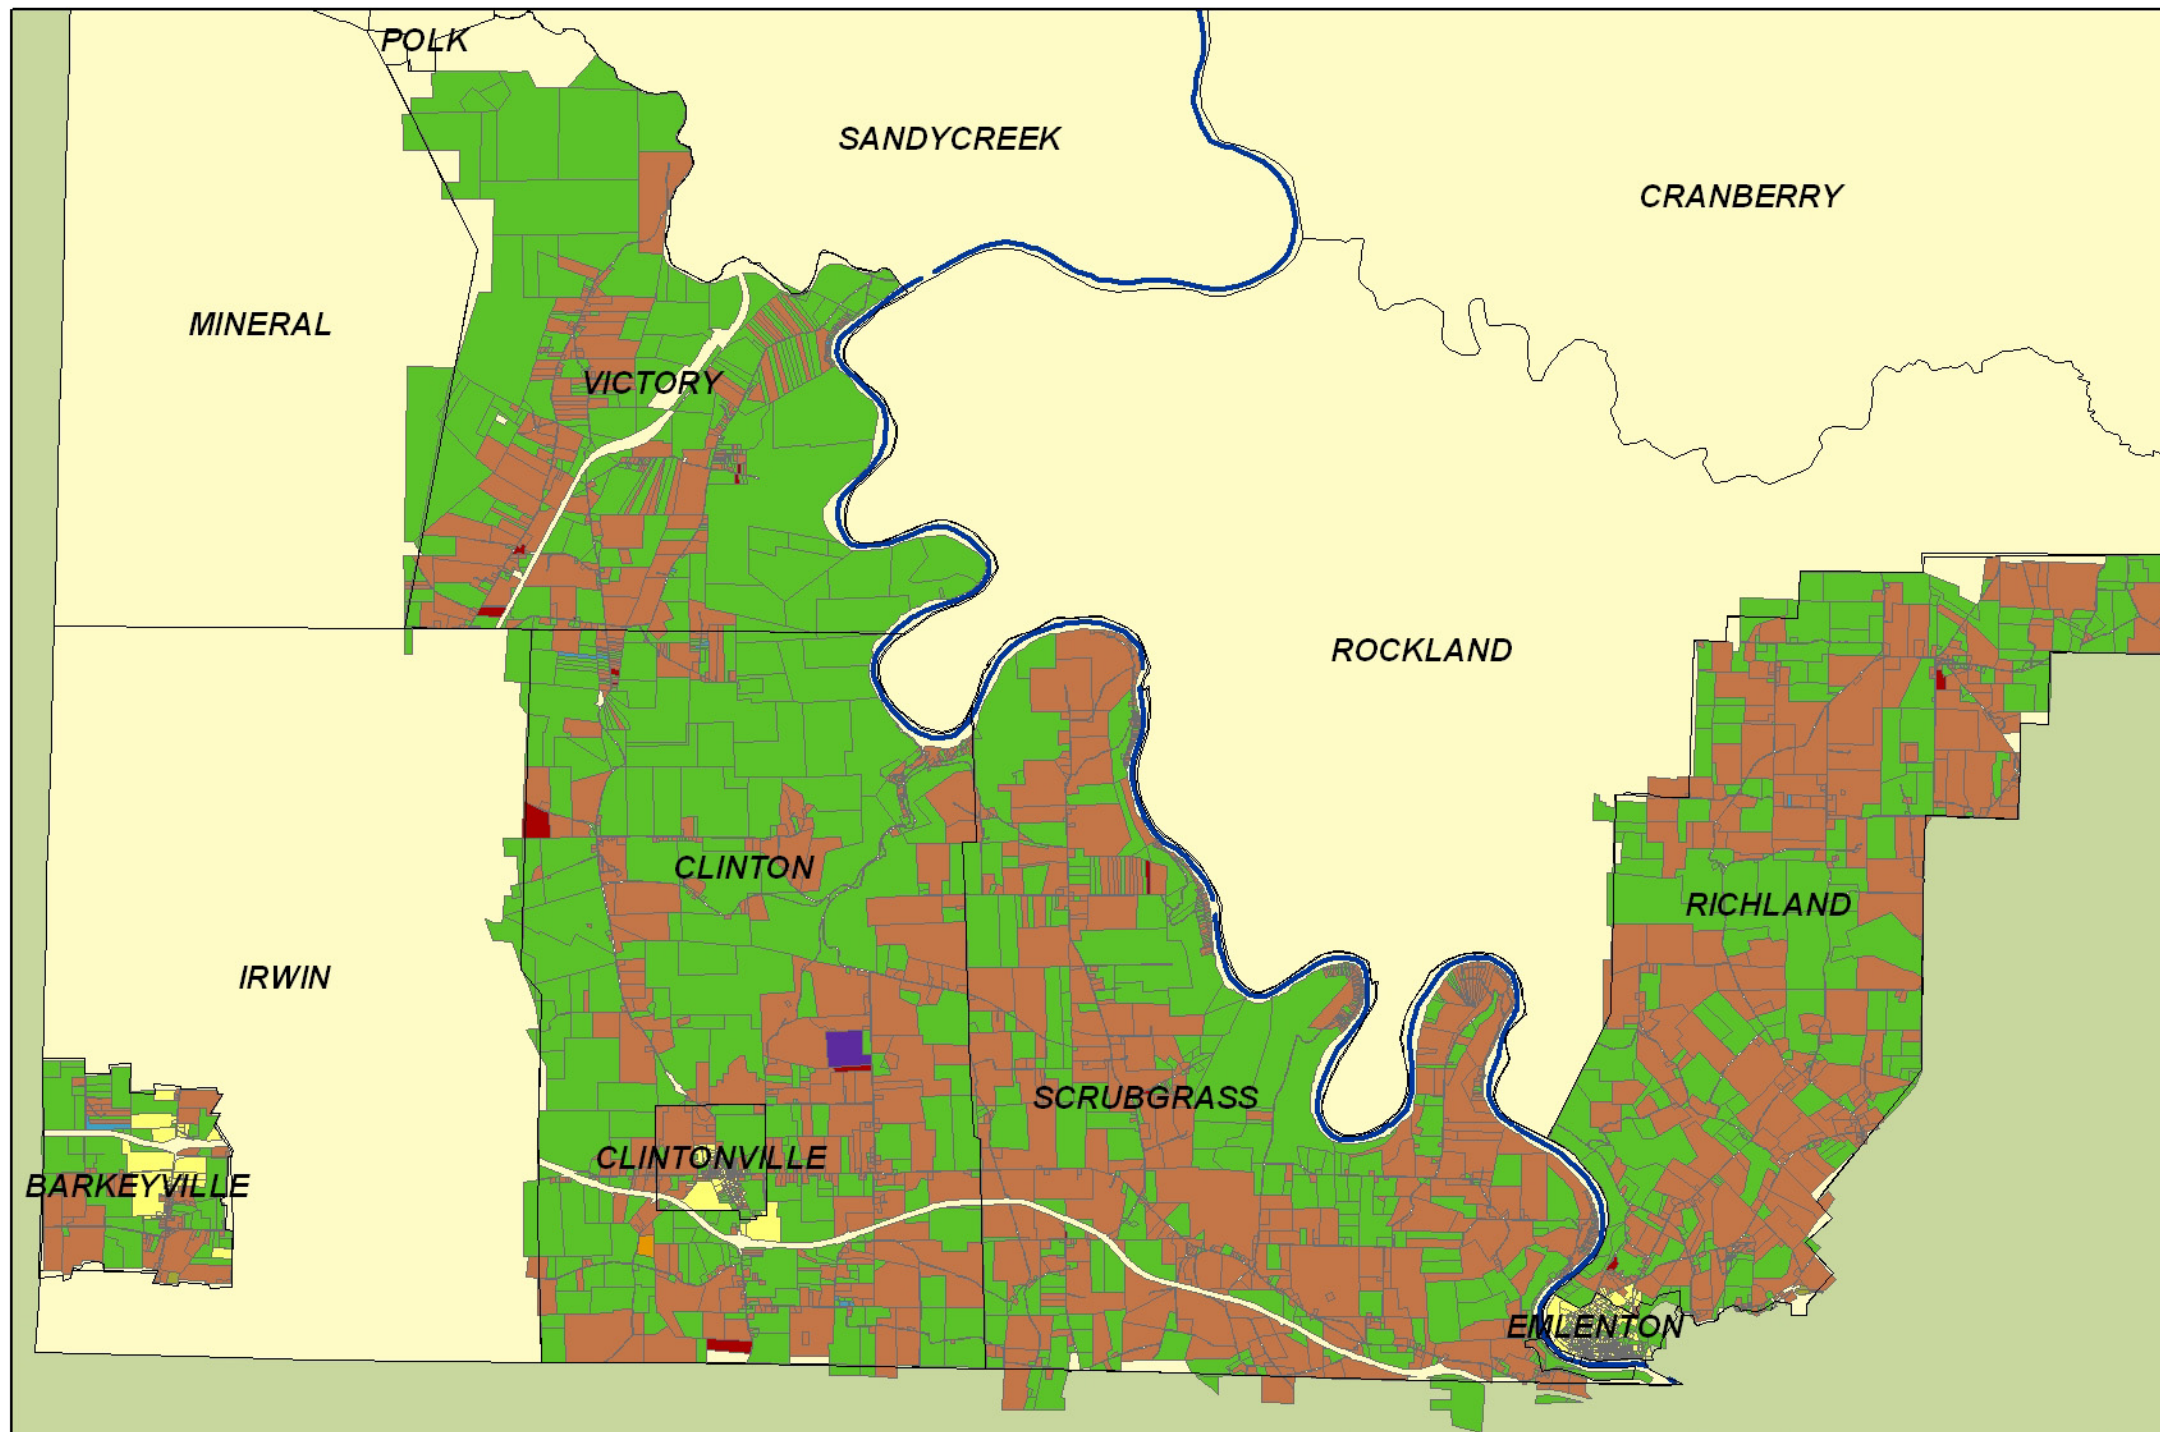 POLK
SANDYCREEK
CRANBERRY
MINERAL
VICTORY
ROCKLAND
CLINTON
RICHLAND
IRWIN
SCRUBGRASS
CLINTONVILLE
BARKEYVILLE
EMLENTON